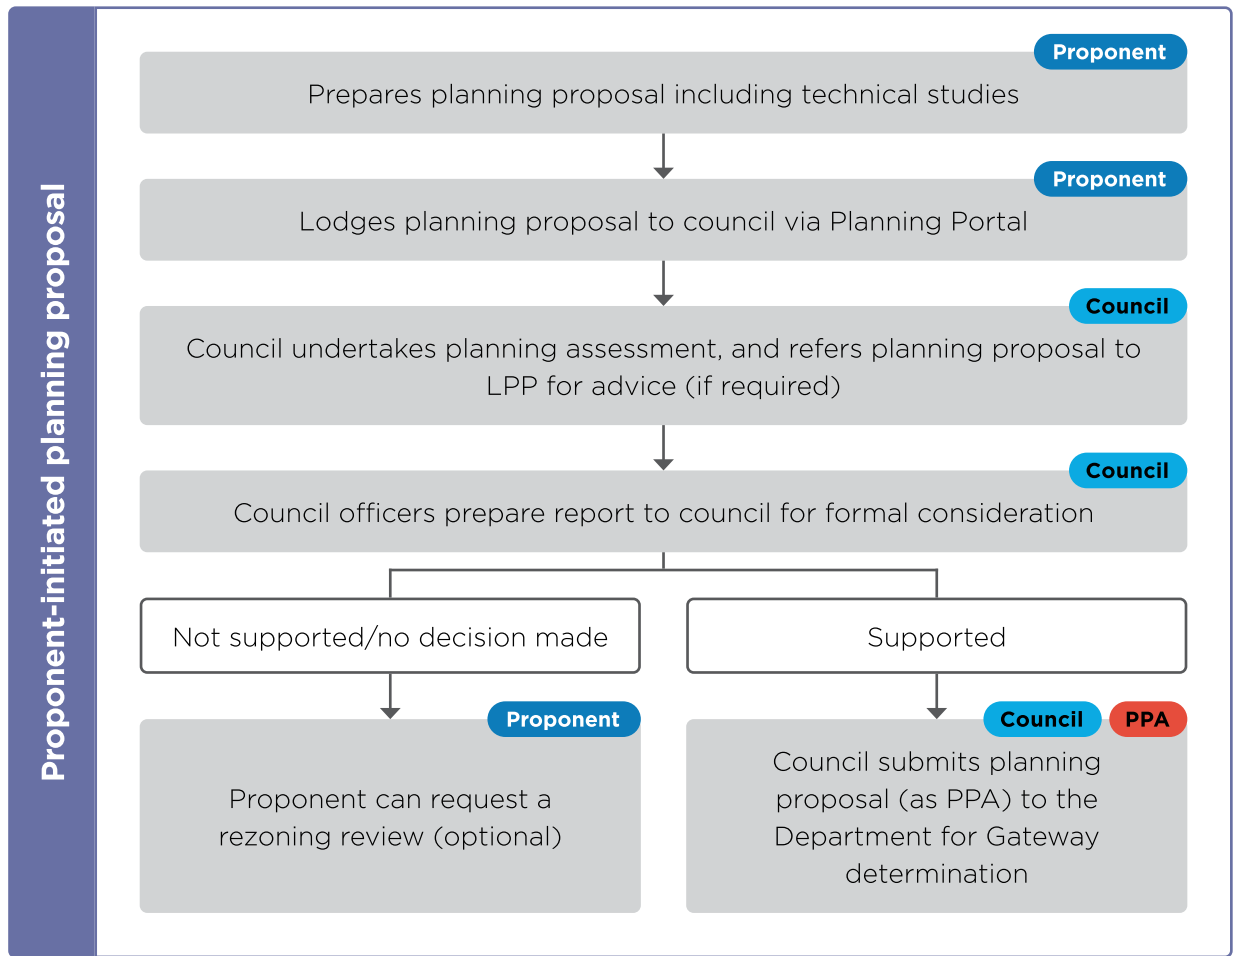 Proponent-initiated planning proposal
Proponent
Prepares planning proposal including technical studies
Proponent
Lodges planning proposal to council via Planning Portal
Council
Council undertakes planning assessment, and refers planning proposal to
LPP for advice (if required)
Council
Council officers prepare report to council for formal consideration
Not supported/no decision made
Supported
Proponent
Proponent can request a
rezoning review (optional)
Council
PPA
Council submits planning
proposal (as PPA) to the
Department for Gateway
determination